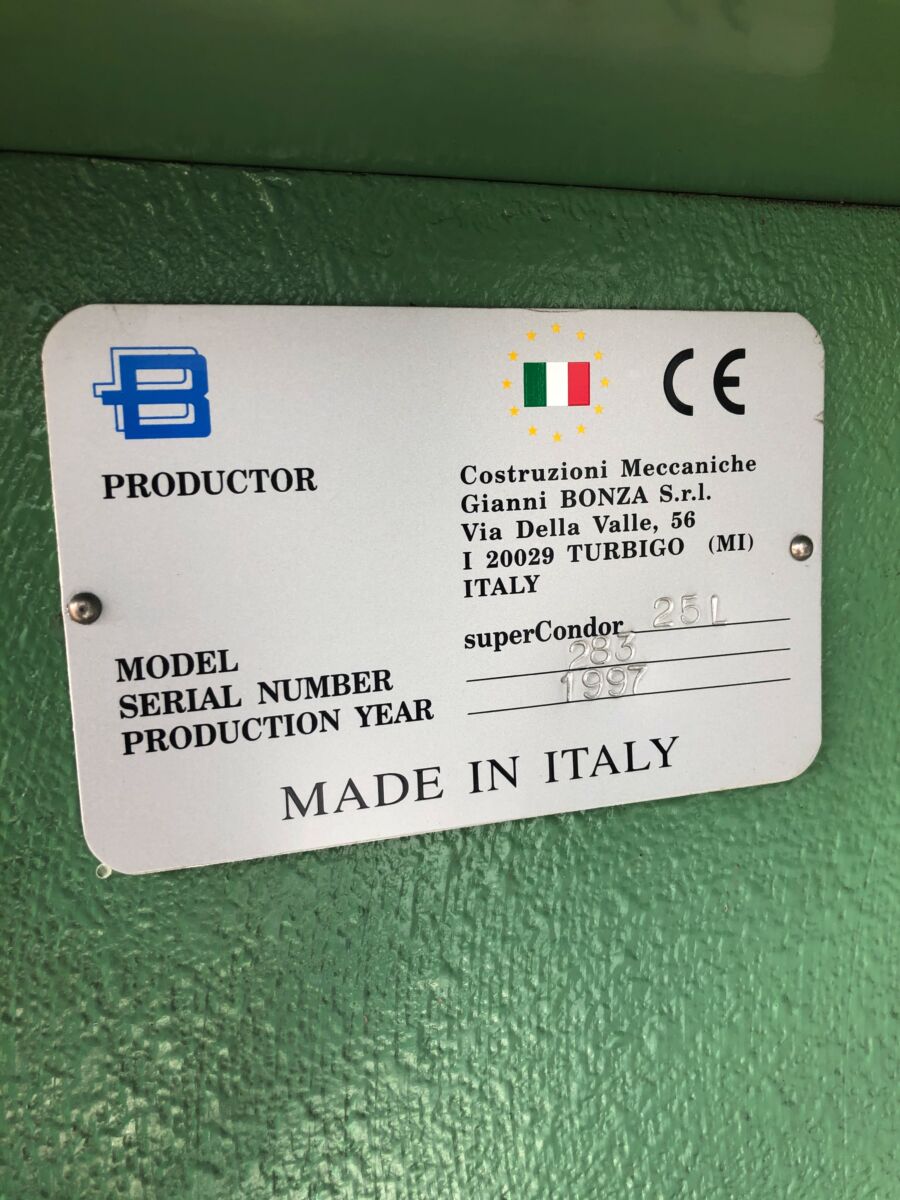 B
CE
PRODUCTOR
Costruzioni Meccaniche
Gianni BONZA S.r.l.
Via Della Valle, 56
I 20029 TURBIGO (MI)
ITALY
MODEL superCondor 25L
SERIAL NUMBER 283
PRODUCTION YEAR 1997
MADE IN ITALY